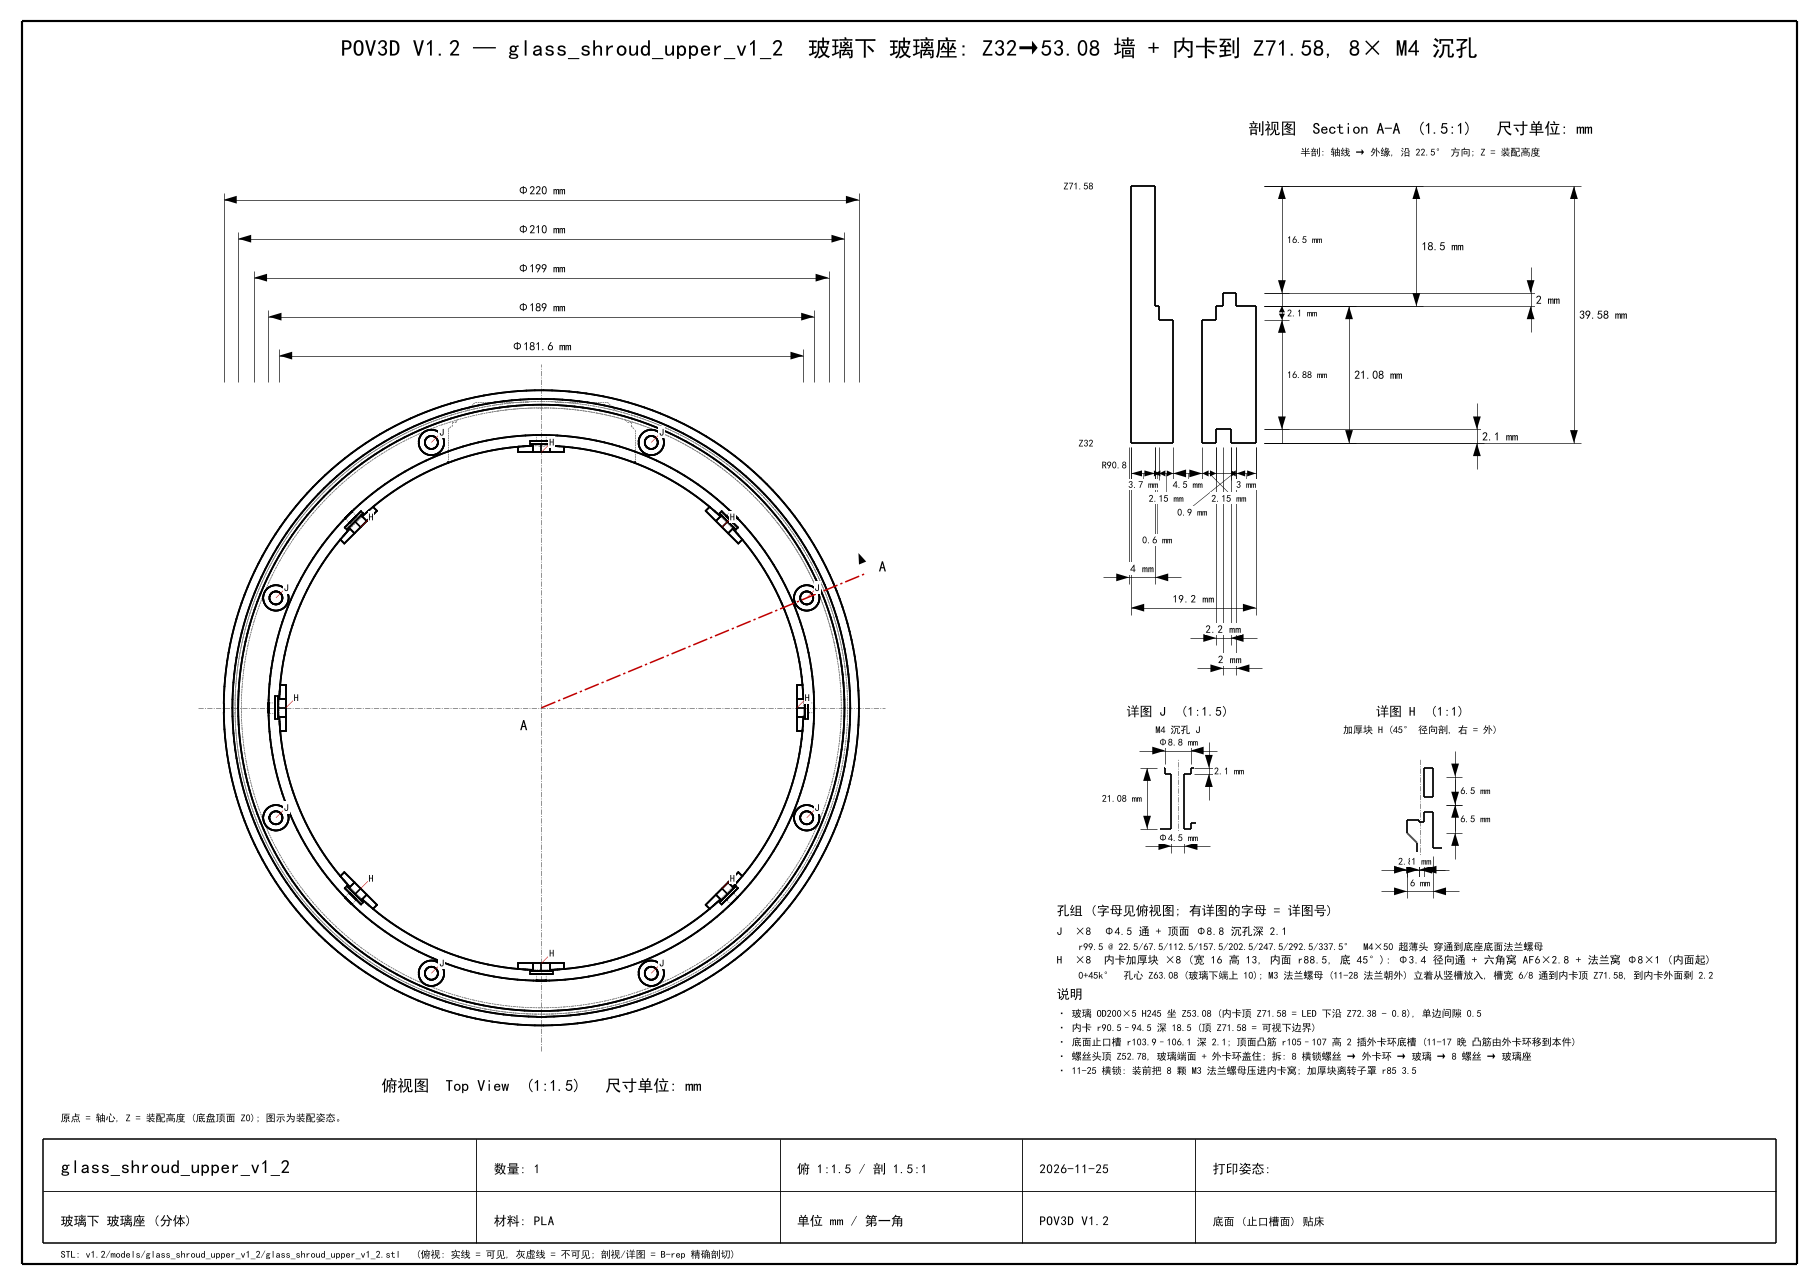 POV3D V1.2 — glass_shroud_upper_v1_2  玻璃下 玻璃座: Z32→53.08 墙 + 内卡到 Z71.58, 8× M4 沉孔
剖视图  Section A-A  (1.5:1)   尺寸单位: mm
半剖: 轴线 → 外缘, 沿 22.5° 方向; Z = 装配高度
Φ220 mm
Φ210 mm
Φ199 mm
Φ189 mm
Φ181.6 mm
Z71.58
16.5 mm
18.5 mm
2 mm
2.1 mm
39.58 mm
16.88 mm
21.08 mm
2.1 mm
Z32
R90.8
3.7 mm
4.5 mm
3 mm
2.15 mm
2.15 mm
0.9 mm
0.6 mm
4 mm
19.2 mm
2.2 mm
2 mm
J
J
H
H
H
J
J
H
H
J
J
H
H
H
J
J
A
A
详图 J  (1:1.5)
M4 沉孔 J
Φ8.8 mm
2.1 mm
21.08 mm
Φ4.5 mm
详图 H  (1:1)
加厚块 H (45° 径向剖, 右 = 外)
6.5 mm
6.5 mm
6 mm
孔组 (字母见俯视图; 有详图的字母 = 详图号)
J  ×8  Φ4.5 通 + 顶面 Φ8.8 沉孔深 2.1
r99.5 @ 22.5/67.5/112.5/157.5/202.5/247.5/292.5/337.5°  M4×50 超薄头 穿通到底座底面法兰螺母
H  ×8  内卡加厚块 ×8 (宽 16 高 13, 内面 r88.5, 底 45°): Φ3.4 径向通 + 六角窝 AF6×2.8 + 法兰窝 Φ8×1 (内面起)
0+45k°  孔心 Z63.08 (玻璃下端上 10); M3 法兰螺母 (11-28 法兰朝外) 立着从竖槽放入, 槽宽 6/8 通到内卡顶 Z71.58, 到内卡外面剩 2.2
说明
· 玻璃 OD200×5 H245 坐 Z53.08 (内卡顶 Z71.58 = LED 下沿 Z72.38 - 0.8), 单边间隙 0.5
· 内卡 r90.5–94.5 深 18.5 (顶 Z71.58 = 可视下边界)
· 底面止口槽 r103.9–106.1 深 2.1; 顶面凸筋 r105–107 高 2 插外卡环底槽 (11-17 晚 凸筋由外卡环移到本件)
· 螺丝头顶 Z52.78, 玻璃端面 + 外卡环盖住; 拆: 8 横锁螺丝 → 外卡环 → 玻璃 → 8 螺丝 → 玻璃座
· 11-25 横锁: 装前把 8 颗 M3 法兰螺母压进内卡窝; 加厚块离转子罩 r85 3.5
俯视图  Top View  (1:1.5)   尺寸单位: mm
原点 = 轴心, Z = 装配高度 (底盘顶面 Z0); 图示为装配姿态。
glass_shroud_upper_v1_2
数量: 1
俯 1:1.5 / 剖 1.5:1
2026-11-25
打印姿态:
玻璃下 玻璃座 (分体)
材料: PLA
单位 mm / 第一角
POV3D V1.2
底面 (止口槽面) 贴床
STL: v1.2/models/glass_shroud_upper_v1_2/glass_shroud_upper_v1_2.stl   (俯视: 实线 = 可见, 灰虚线 = 不可见; 剖视/详图 = B-rep 精确剖切)